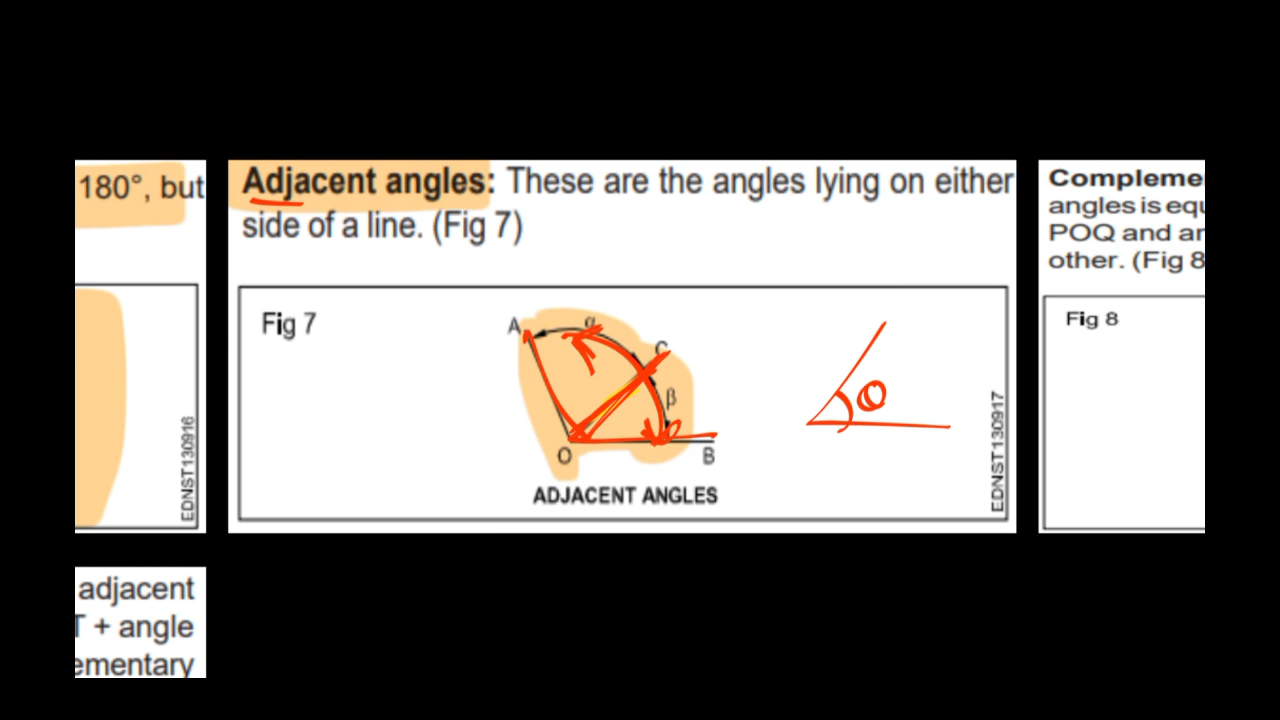 180°, but
EDNST130916
adjacent
T + angle
ementary
Adjacent angles: These are the angles lying on either
side of a line. (Fig 7)
Fig 7
A
α
C
β
O
B
θ
ADJACENT ANGLES
EDNST130917
Compleme
angles is equ
POQ and an
other. (Fig 8
Fig 8